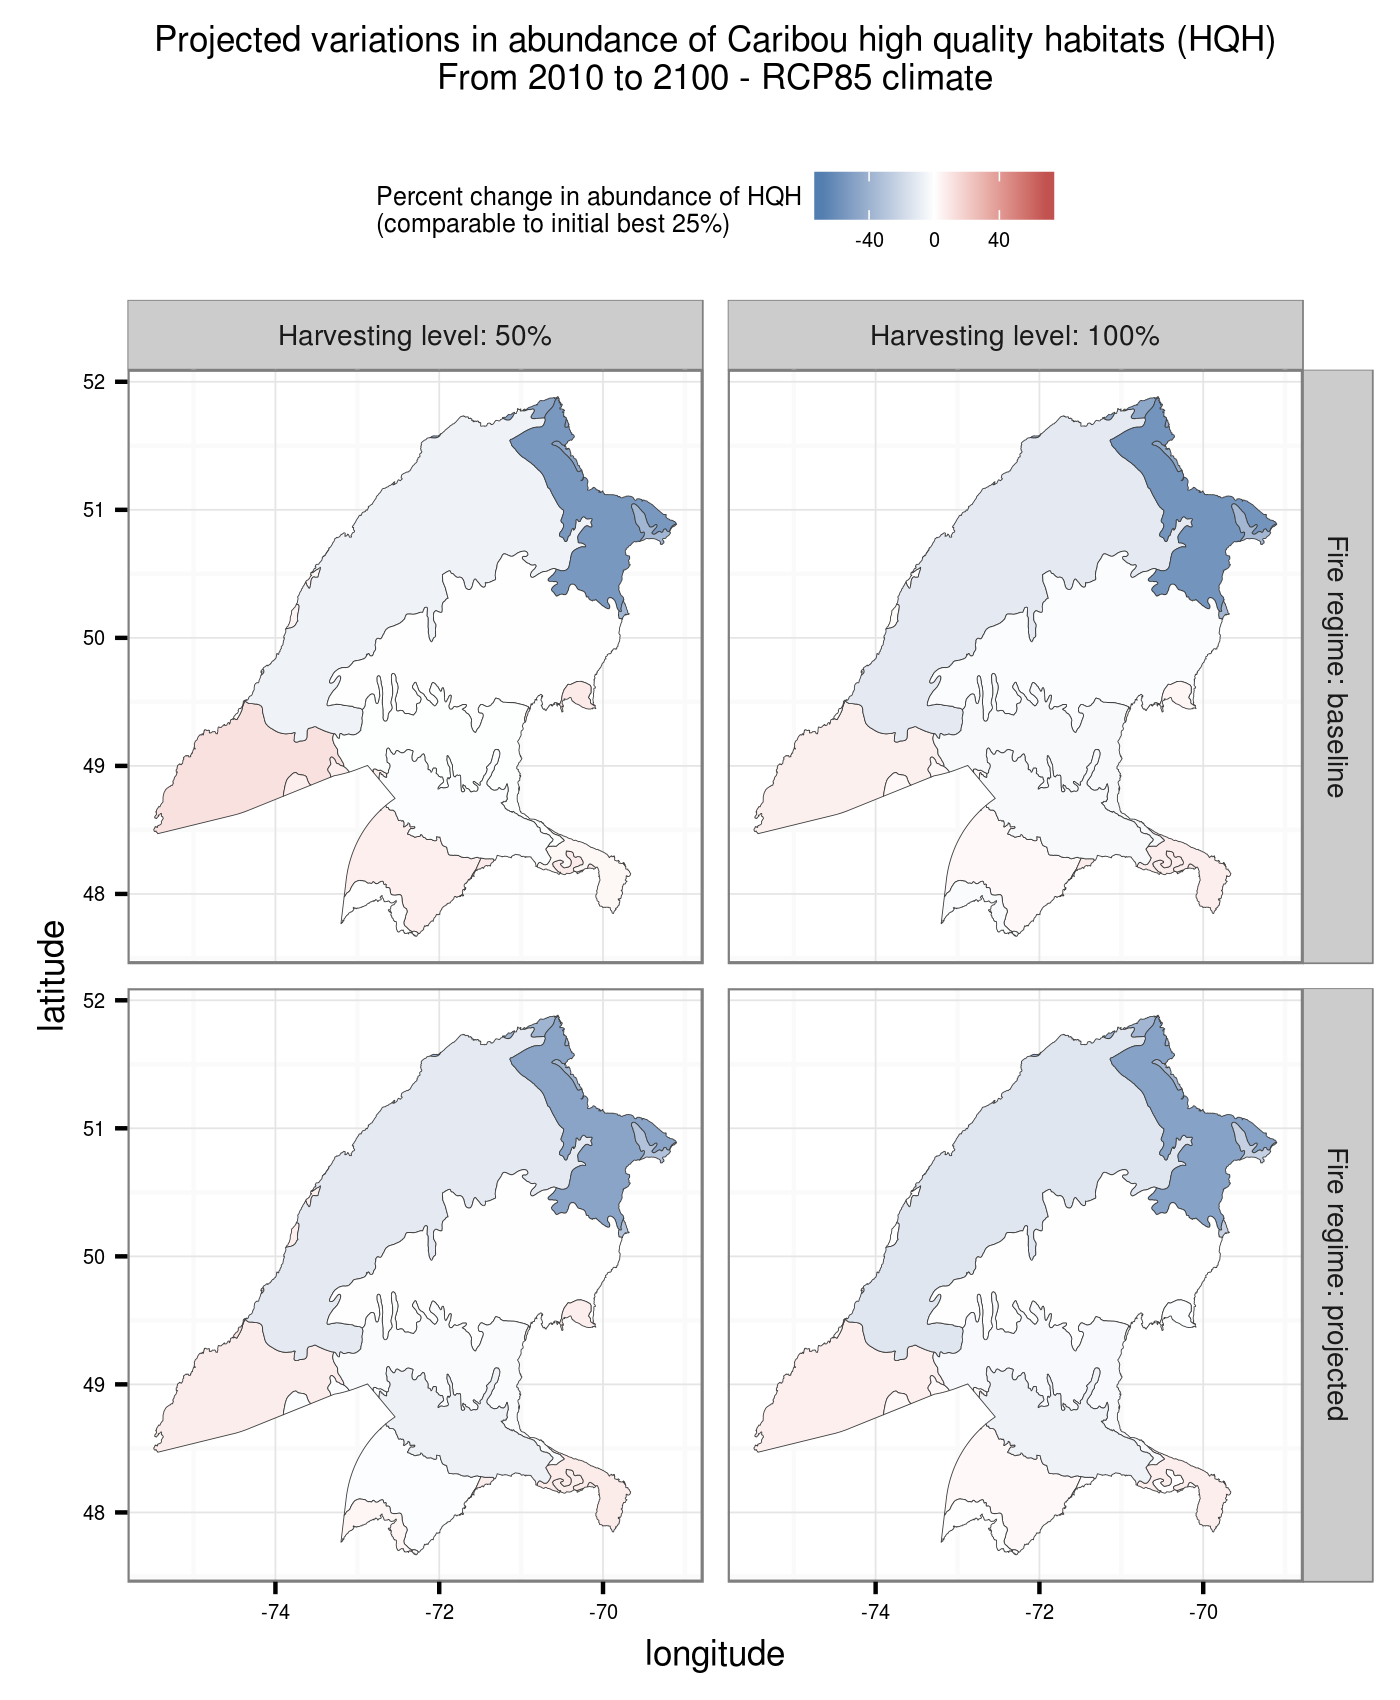 Projected variations in abundance of Caribou high quality habitats (HQH)
From 2010 to 2100 - RCP85 climate
Percent change in abundance of HQH
(comparable to initial best 25%)
-40 0 40
Harvesting level: 50%
Harvesting level: 100%
52
51
50
49
48
Fire regime: baseline
latitude
52
51
50
49
48
Fire regime: projected
-74 -72 -70
-74 -72 -70
longitude